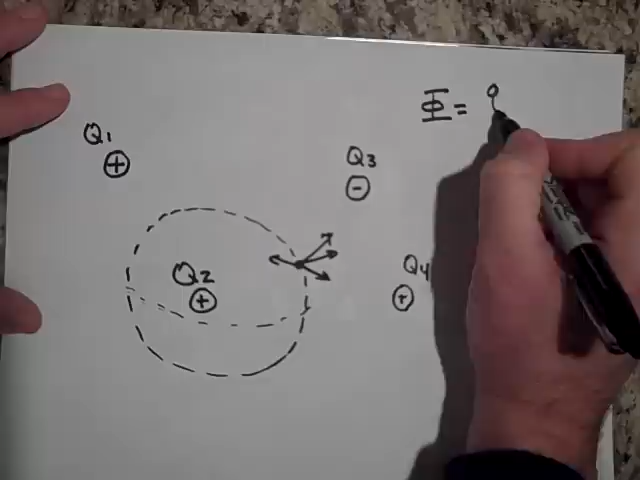 Φ =
Q1
+
Q3
-
Q2
+
Q4
+